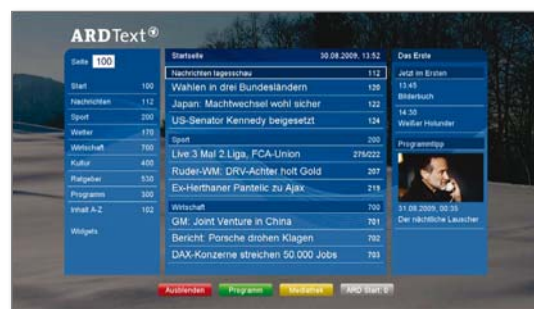 ARDText
Seite 100
Start 100
Nachrichten 112
Sport 200
Wetter 170
Wirtschaft 700
Kultur 400
Ratgeber 530
Programm 300
Inhalt A-Z 102
Widgets
Startseite 30.08.2009, 13:52
Nachrichten tagesschau 112
Wahlen in drei Bundesländern 120
Japan: Machtwechsel wohl sicher 122
US-Senator Kennedy beigesetzt 124
Sport 200
Live:3 Mal 2.Liga, FCA-Union 275/222
Ruder-WM: DRV-Achter holt Gold 207
Ex-Herthaner Pantelic zu Ajax 215
Wirtschaft 700
GM: Joint Venture in China 701
Bericht: Porsche drohen Klagen 702
DAX-Konzerne streichen 50.000 Jobs 703
Das Erste
Jetzt im Ersten
13:45
Bilderbuch
14:30
Weißer Holunder
Programmtipp
31.08.2009, 00:35
Der nächtliche Lauscher
Ausblenden Programm Mediathek ARD Start: 0